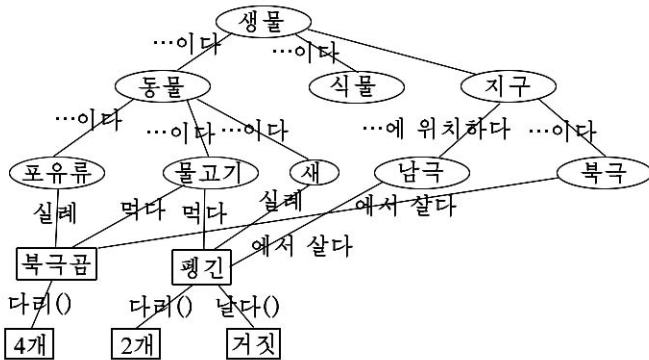 생물
…이다 …이다
동물 식물 지구
…이다 …이다 …이다 …에 위치하다 …이다
포유류 물고기 새 남극 북극
실례 먹다 먹다 실례 에서 살다
에서 살다
북극곰 펭긴
다리() 다리() 날다()
4개 2개 거짓